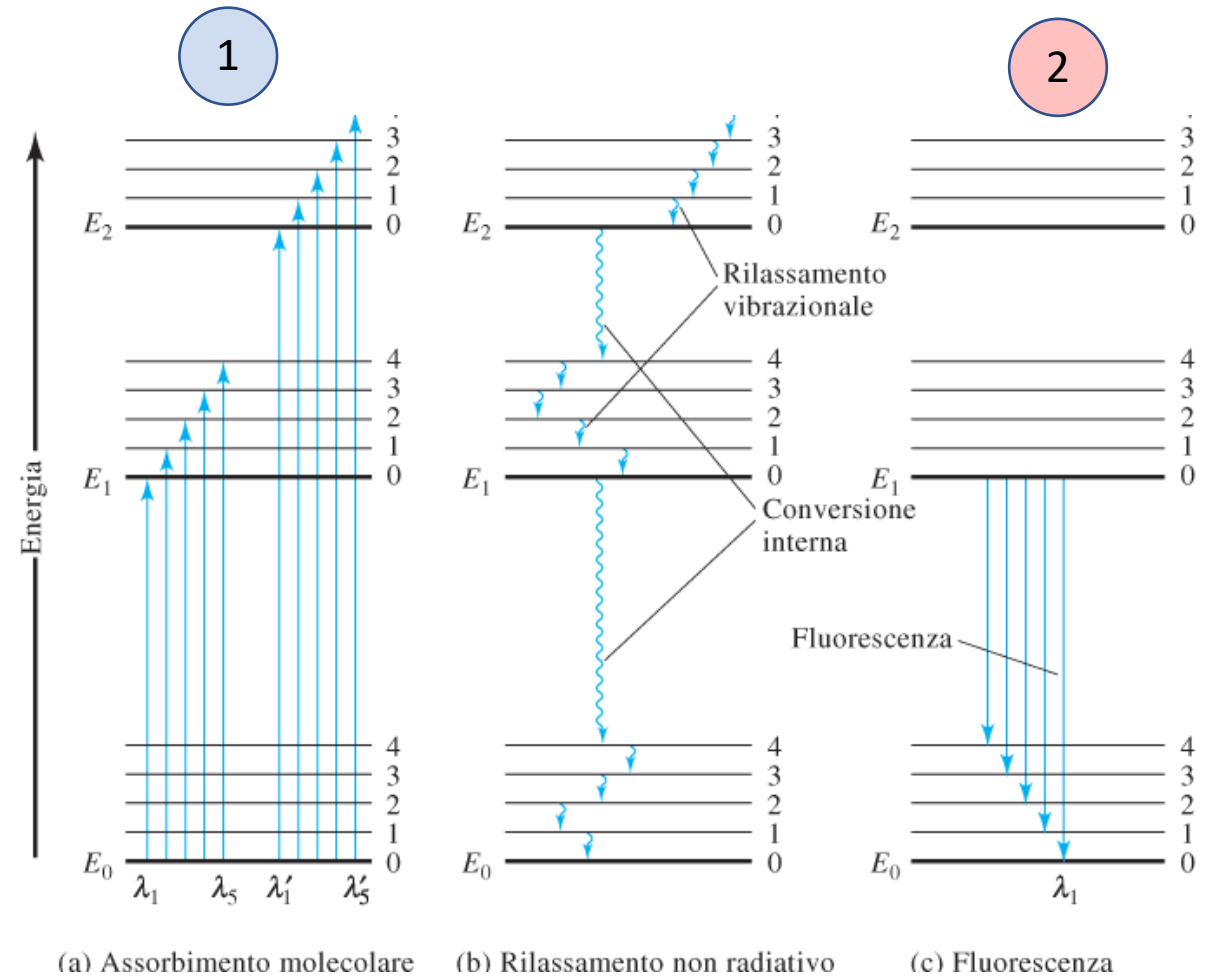 1
2
Energia
3
2
1
0
E2
4
3
2
1
0
E1
4
3
2
1
0
E0
λ1
λ5
λ′1
λ′5
(a) Assorbimento molecolare
3
2
1
0
E2
Rilassamento
vibrazionale
4
3
2
1
0
E1
Conversione
interna
4
3
2
1
0
E0
(b) Rilassamento non radiativo
3
2
1
0
E2
4
3
2
1
0
E1
Fluorescenza
4
3
2
1
0
E0
λ1
(c) Fluorescenza